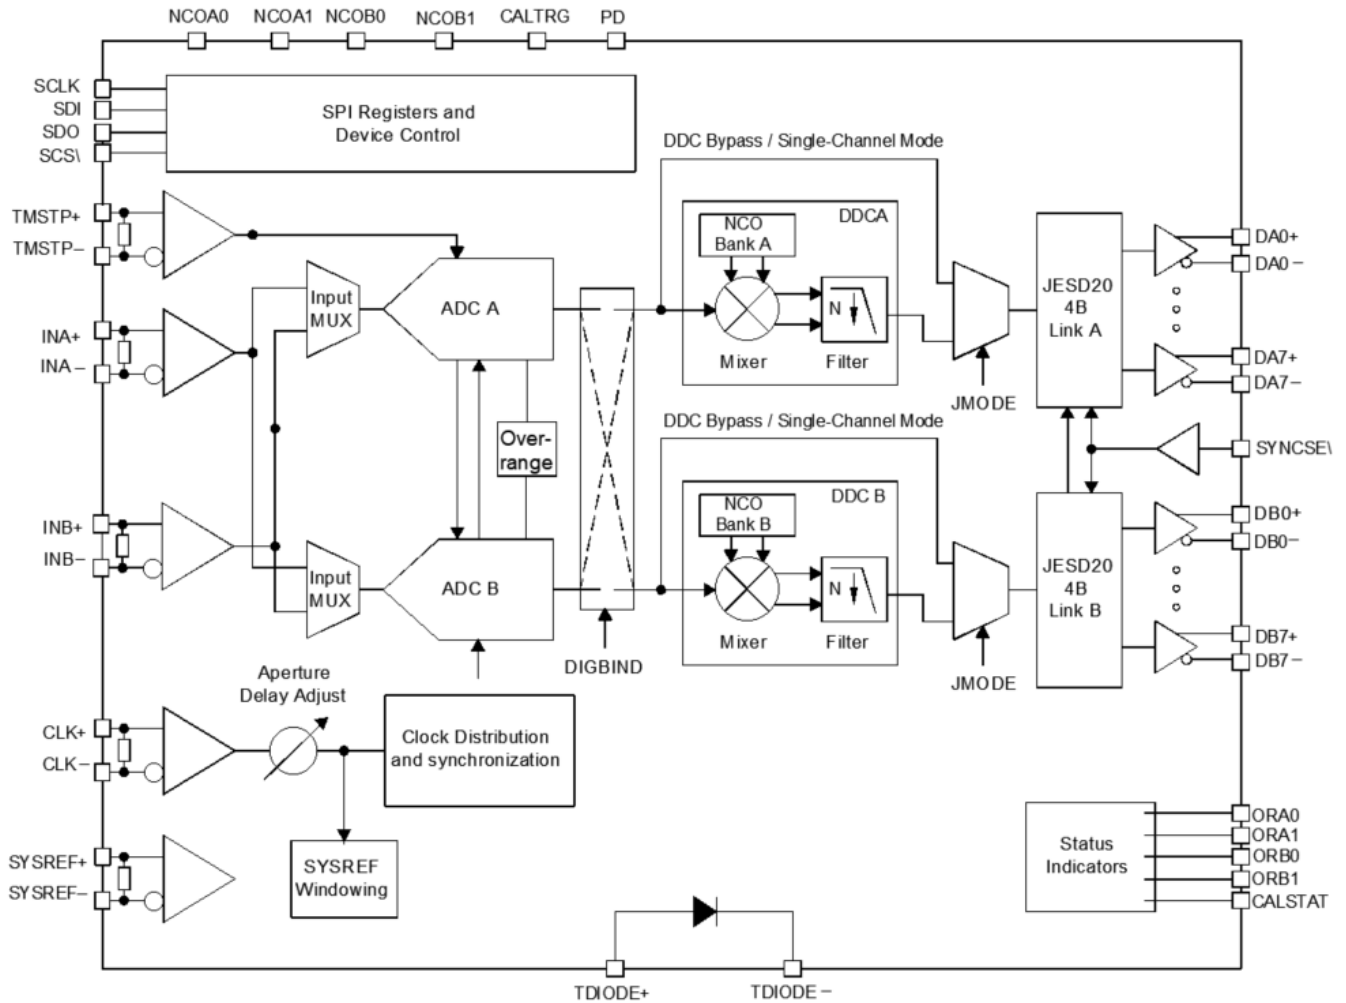 NCOA0 NCOA1 NCOB0 NCOB1 CALTRG PD
SCLK
SDI
SDO
SCS\
SPI Registers and
Device Control
TMSTP+
TMSTP−
INA+
INA−
INB+
INB−
Input
MUX
ADC A
Over-
range
Input
MUX
ADC B
DIGBIND
DDC Bypass / Single-Channel Mode
DDCA
NCO
Bank A
N
Mixer
Filter
JMODE
JESD20
4B
Link A
DA0+
DA0−
DA7+
DA7−
SYNCSE\
DDC Bypass / Single-Channel Mode
DDC B
NCO
Bank B
N
Mixer
Filter
JMODE
JESD20
4B
Link B
DB0+
DB0−
DB7+
DB7−
Aperture
Delay Adjust
CLK+
CLK−
Clock Distribution
and synchronization
SYSREF+
SYSREF−
SYSREF
Windowing
Status
Indicators
ORA0
ORA1
ORB0
ORB1
CALSTAT
TDIODE+
TDIODE−